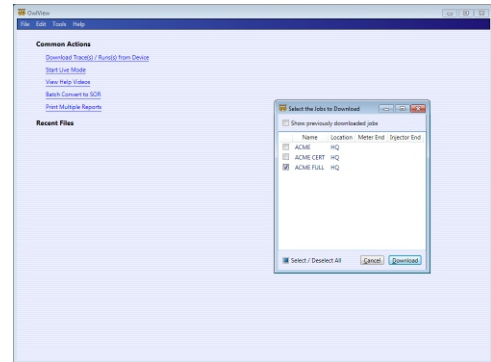 OwlView
File Edit Tools Help
Common Actions
Download Trace(s) / Runs(s) from Device
Start Live Mode
View Help Videos
Batch Convert to SOR
Print Multiple Reports
Recent Files
Select the Jobs to Download
Show previously downloaded jobs
Name Location Meter End Injector End
ACME HQ
ACME CERT HQ
ACME FULL HQ
Select / Deselect All Cancel Download